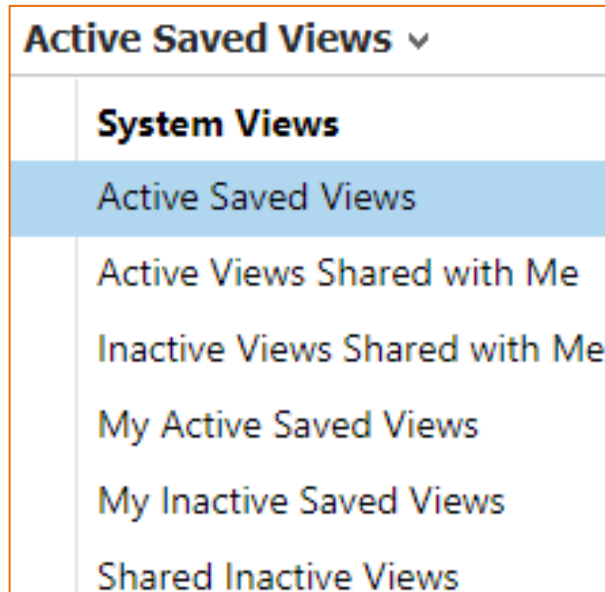 Active Saved Views
System Views
Active Saved Views
Active Views Shared with Me
Inactive Views Shared with Me
My Active Saved Views
My Inactive Saved Views
Shared Inactive Views